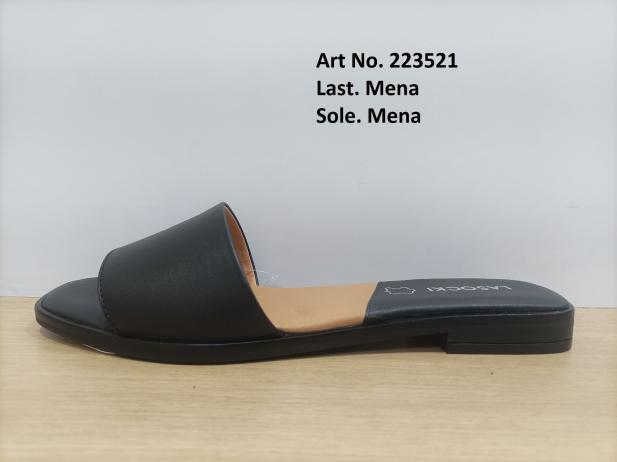 Art No. 223521
Last. Mena
Sole. Mena
LASOCKI